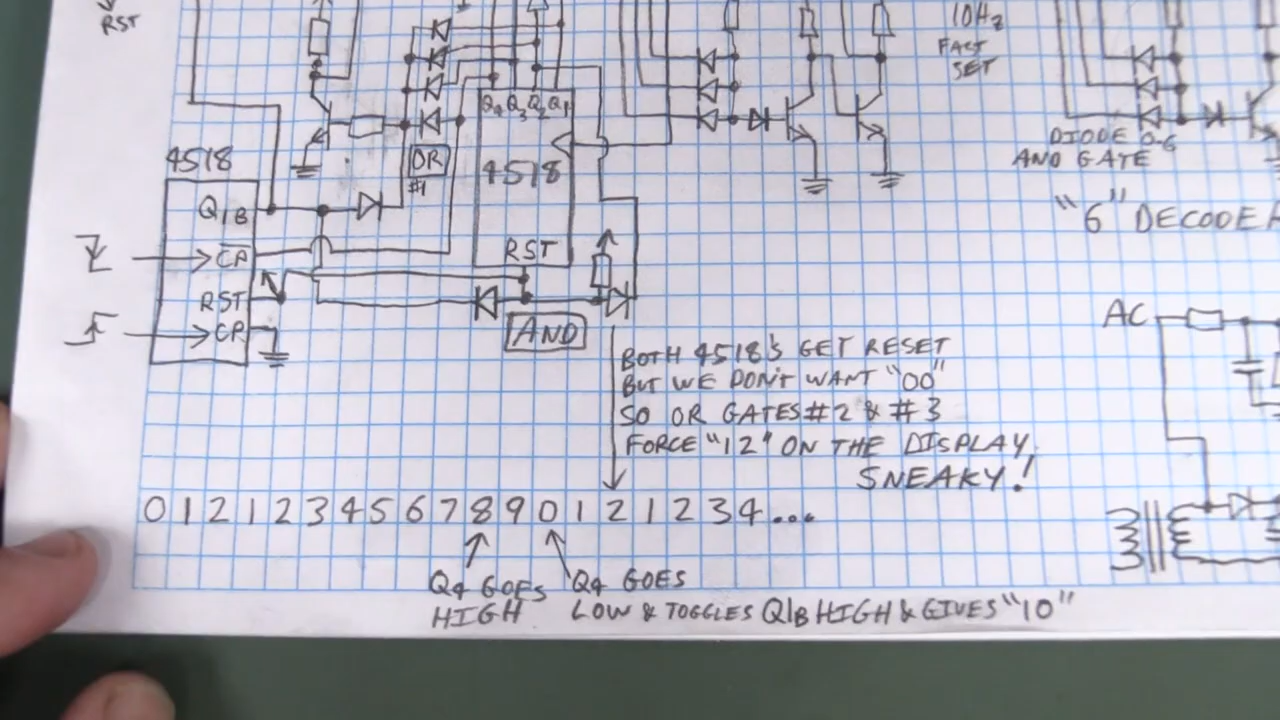 RST
10Hz
FAST
SET
Q4 Q3 Q2 Q1
DIODE 0-6
AND GATE
"6" DECODER
4518
OR
#1
4518
Q1B
CP
RST
CP
RST
AND
AC
BOTH 4518's GET RESET
BUT WE DON'T WANT "00"
SO OR GATES #2 & #3
FORCE "12" ON THE DISPLAY.
SNEAKY!
0 1 2 1 2 3 4 5 6 7 8 9 0 1 2 1 2 3 4 ...
Q4 GOES
HIGH
Q4 GOES
LOW & TOGGLES Q1B HIGH & GIVES "10"